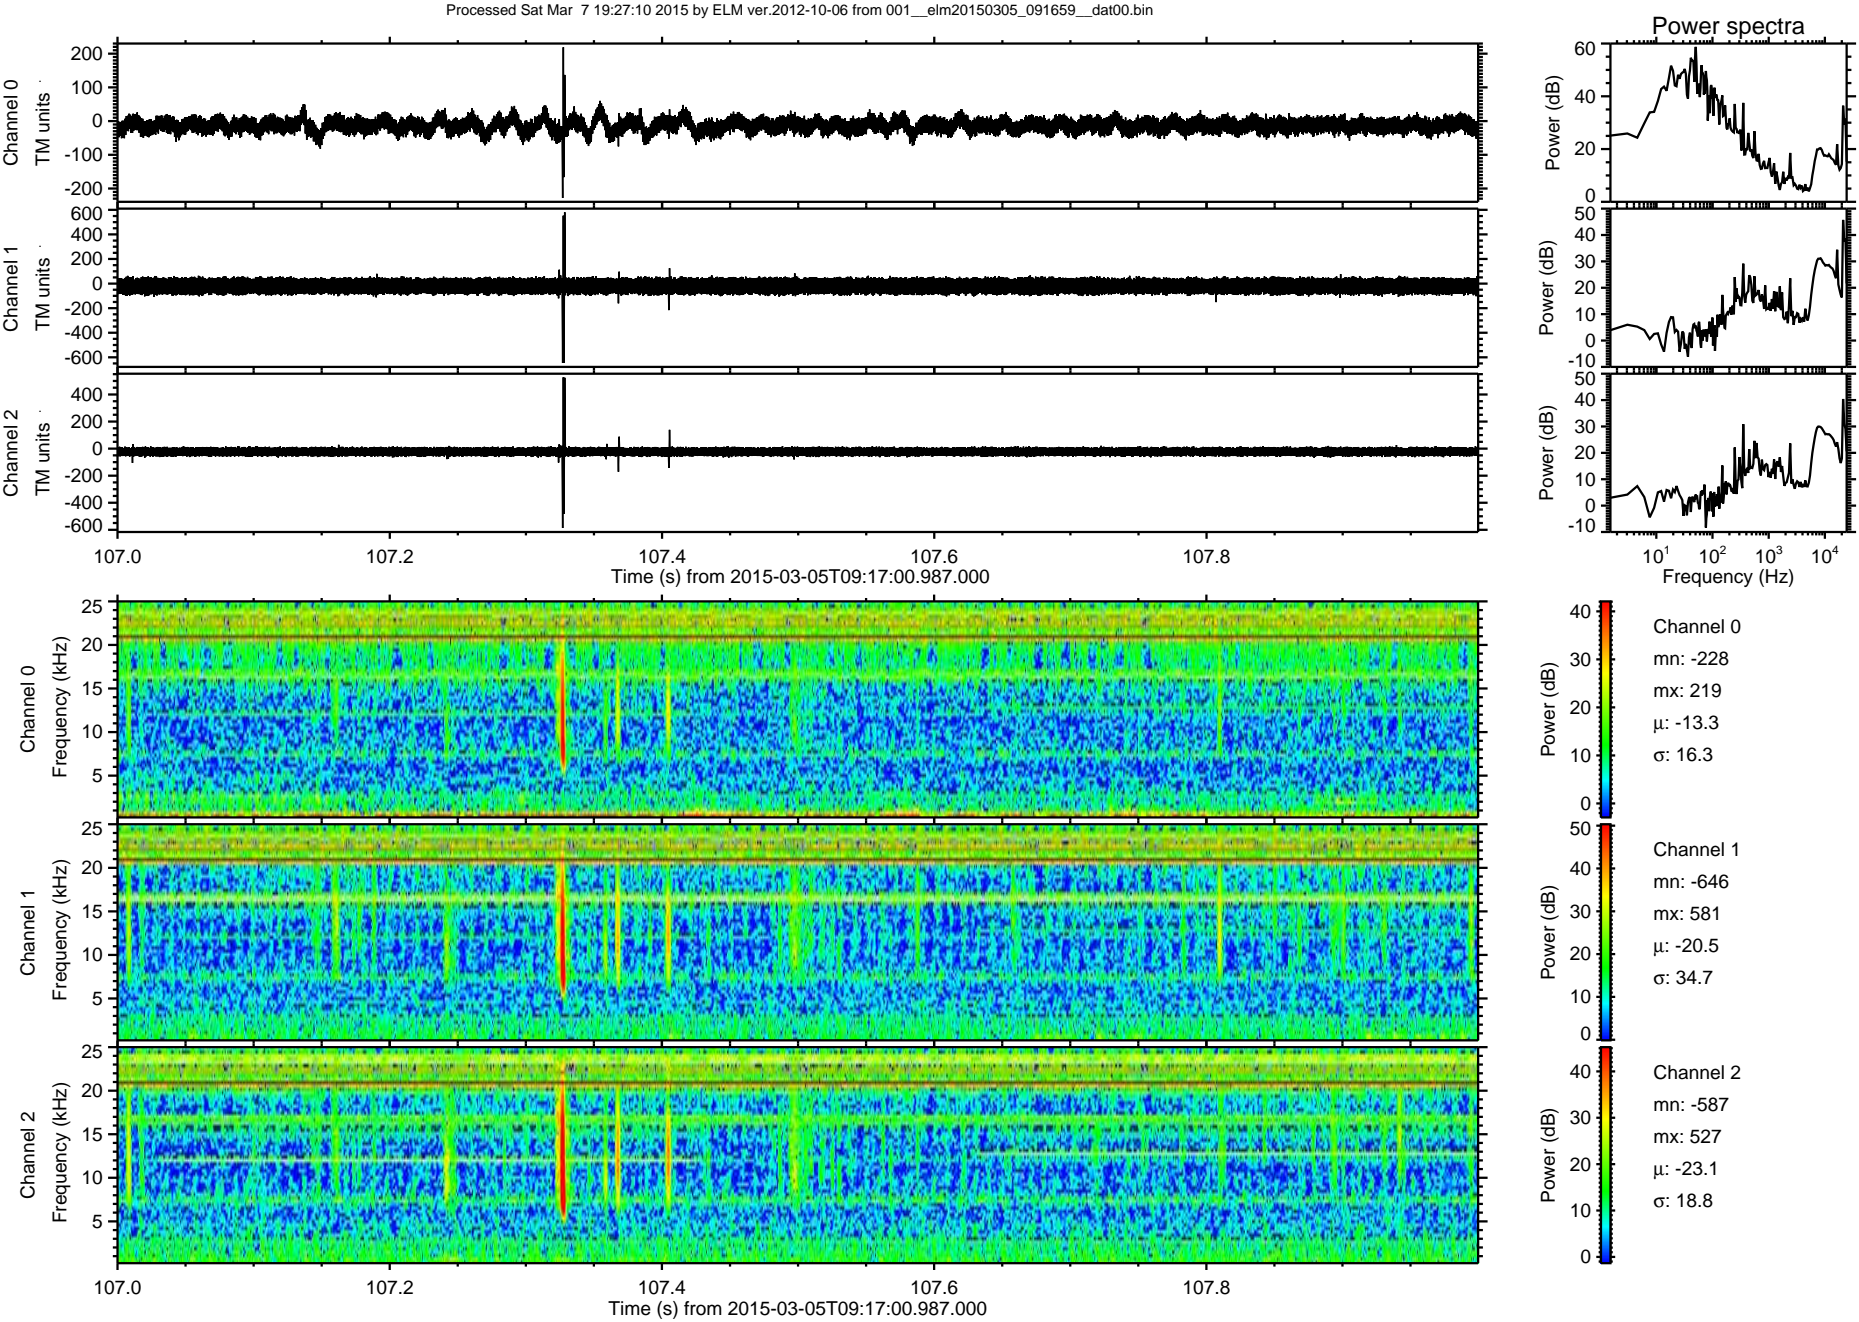 Processed Sat Mar 7 19:27:10 2015 by ELM ver.2012-10-06 from 001__elm20150305_091659__dat00.bin
Power spectra
Channel 0
TM units
200
100
0
-100
-200
Power (dB)
60
40
20
0
Channel 1
TM units
600
400
200
0
-200
-400
-600
Power (dB)
50
40
30
20
10
0
-10
Channel 2
TM units
400
200
0
-200
-400
-600
Power (dB)
50
40
30
20
10
0
-10
107.0 107.2 107.4 107.6 107.8
Time (s) from 2015-03-05T09:17:00.987.000
10¹ 10² 10³ 10⁴
Frequency (Hz)
Channel 0
Frequency (kHz)
25
20
15
10
5
Power (dB)
40
30
20
10
0
Channel 0
mn: -228
mx: 219
μ: -13.3
σ: 16.3
Channel 1
Frequency (kHz)
25
20
15
10
5
Power (dB)
50
40
30
20
10
0
Channel 1
mn: -646
mx: 581
μ: -20.5
σ: 34.7
Channel 2
Frequency (kHz)
25
20
15
10
5
Power (dB)
40
30
20
10
0
Channel 2
mn: -587
mx: 527
μ: -23.1
σ: 18.8
107.0 107.2 107.4 107.6 107.8
Time (s) from 2015-03-05T09:17:00.987.000